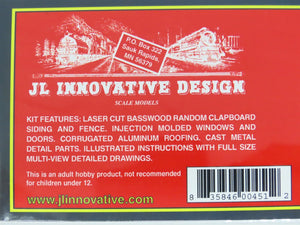 P.O. Box 322
Sauk Rapids,
MN 56379
JL INNOVATIVE DESIGN
SCALE MODELS
KIT FEATURES: LASER CUT BASSWOOD RANDOM CLAPBOARD
SIDING AND FENCE. INJECTION MOLDED WINDOWS AND
DOORS. CORRUGATED ALUMINUM ROOFING. CAST METAL
DETAIL PARTS. ILLUSTRATED INSTRUCTIONS WITH FULL SIZE
MULTI-VIEW DETAILED DRAWINGS.
This is an adult hobby product, not recommended
for children under 12.
www.jlinnovative.com
8 35846 00451 2